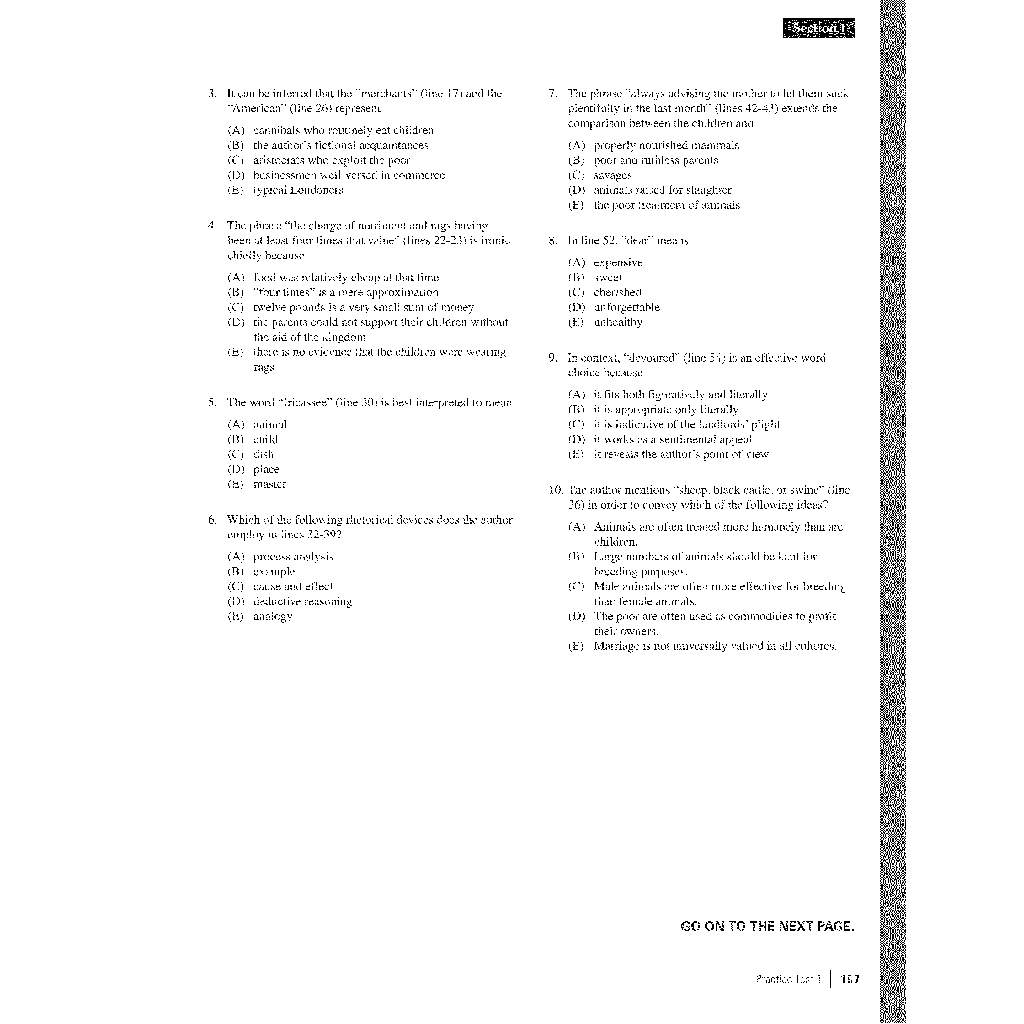 Section 1
3. It can be inferred that the "merchants" (line 17) and the
"American" (line 26) represent
(A) cannibals who routinely eat children
(B) the author's fictional acquaintances
(C) aristocrats who exploit the poor
(D) businessmen well versed in commerce
(E) typical Londoners
4. The phrase "the charge of nutriment and rags having
been at least four times that value" (lines 22-23) is ironic
chiefly because
(A) food was relatively cheap at that time
(B) "four times" is a mere approximation
(C) twelve pounds is a very small sum of money
(D) the parents could not support their children without
the aid of the kingdom
(E) there is no evidence that the children were wearing
rags
5. The word "fricassee" (line 30) is best interpreted to mean
(A) animal
(B) child
(C) dish
(D) place
(E) master
6. Which of the following rhetorical devices does the author
employ in lines 32-39?
(A) process analysis
(B) example
(C) cause and effect
(D) deductive reasoning
(E) analogy
7. The phrase "always advising the mother to let them suck
plentifully in the last month" (lines 42-43) extends the
comparison between the children and
(A) properly nourished mammals
(B) poor and ruthless parents
(C) savages
(D) animals raised for slaughter
(E) the poor treatment of animals
8. In line 52, "dear" means
(A) expensive
(B) sweet
(C) cherished
(D) unforgettable
(E) unhealthy
9. In context, "devoured" (line 54) is an effective word
choice because
(A) it fits both figuratively and literally
(B) it is appropriate only literally
(C) it is indicative of the landlords' plight
(D) it works as a sentimental appeal
(E) it reveals the author's point of view
10. The author mentions "sheep, black cattle, or swine" (line
36) in order to convey which of the following ideas?
(A) Animals are often treated more humanely than are
children.
(B) Large numbers of animals should be kept for
breeding purposes.
(C) Male animals are often more effective for breeding
than female animals.
(D) The poor are often used as commodities to profit
their owners.
(E) Marriage is not universally valued in all cultures.
GO ON TO THE NEXT PAGE.
Practice Test 1 | 167